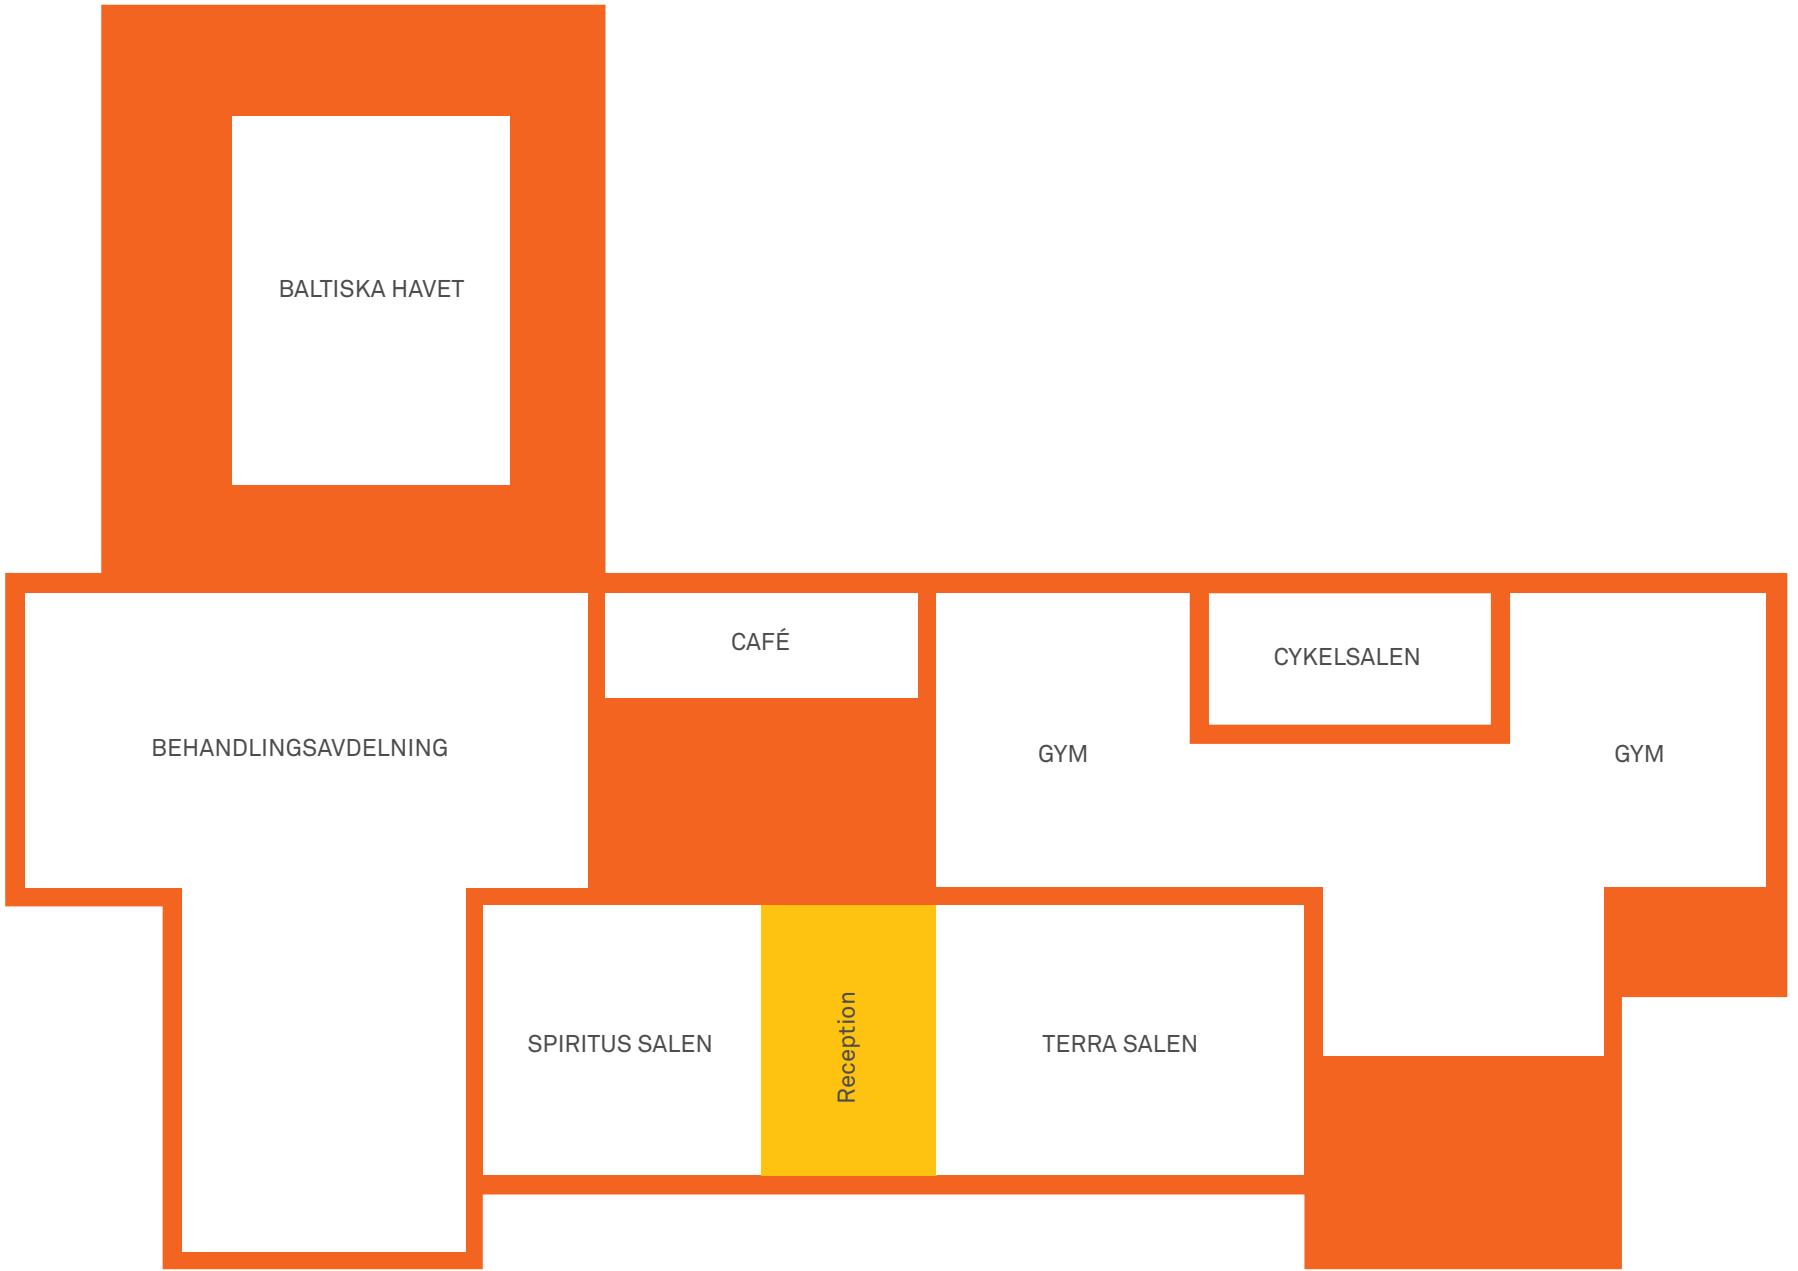 BALTISKA HAVET
CAFÉ
CYKELSALEN
BEHANDLINGSAVDELNING
GYM
GYM
SPIRITUS SALEN
Reception
TERRA SALEN